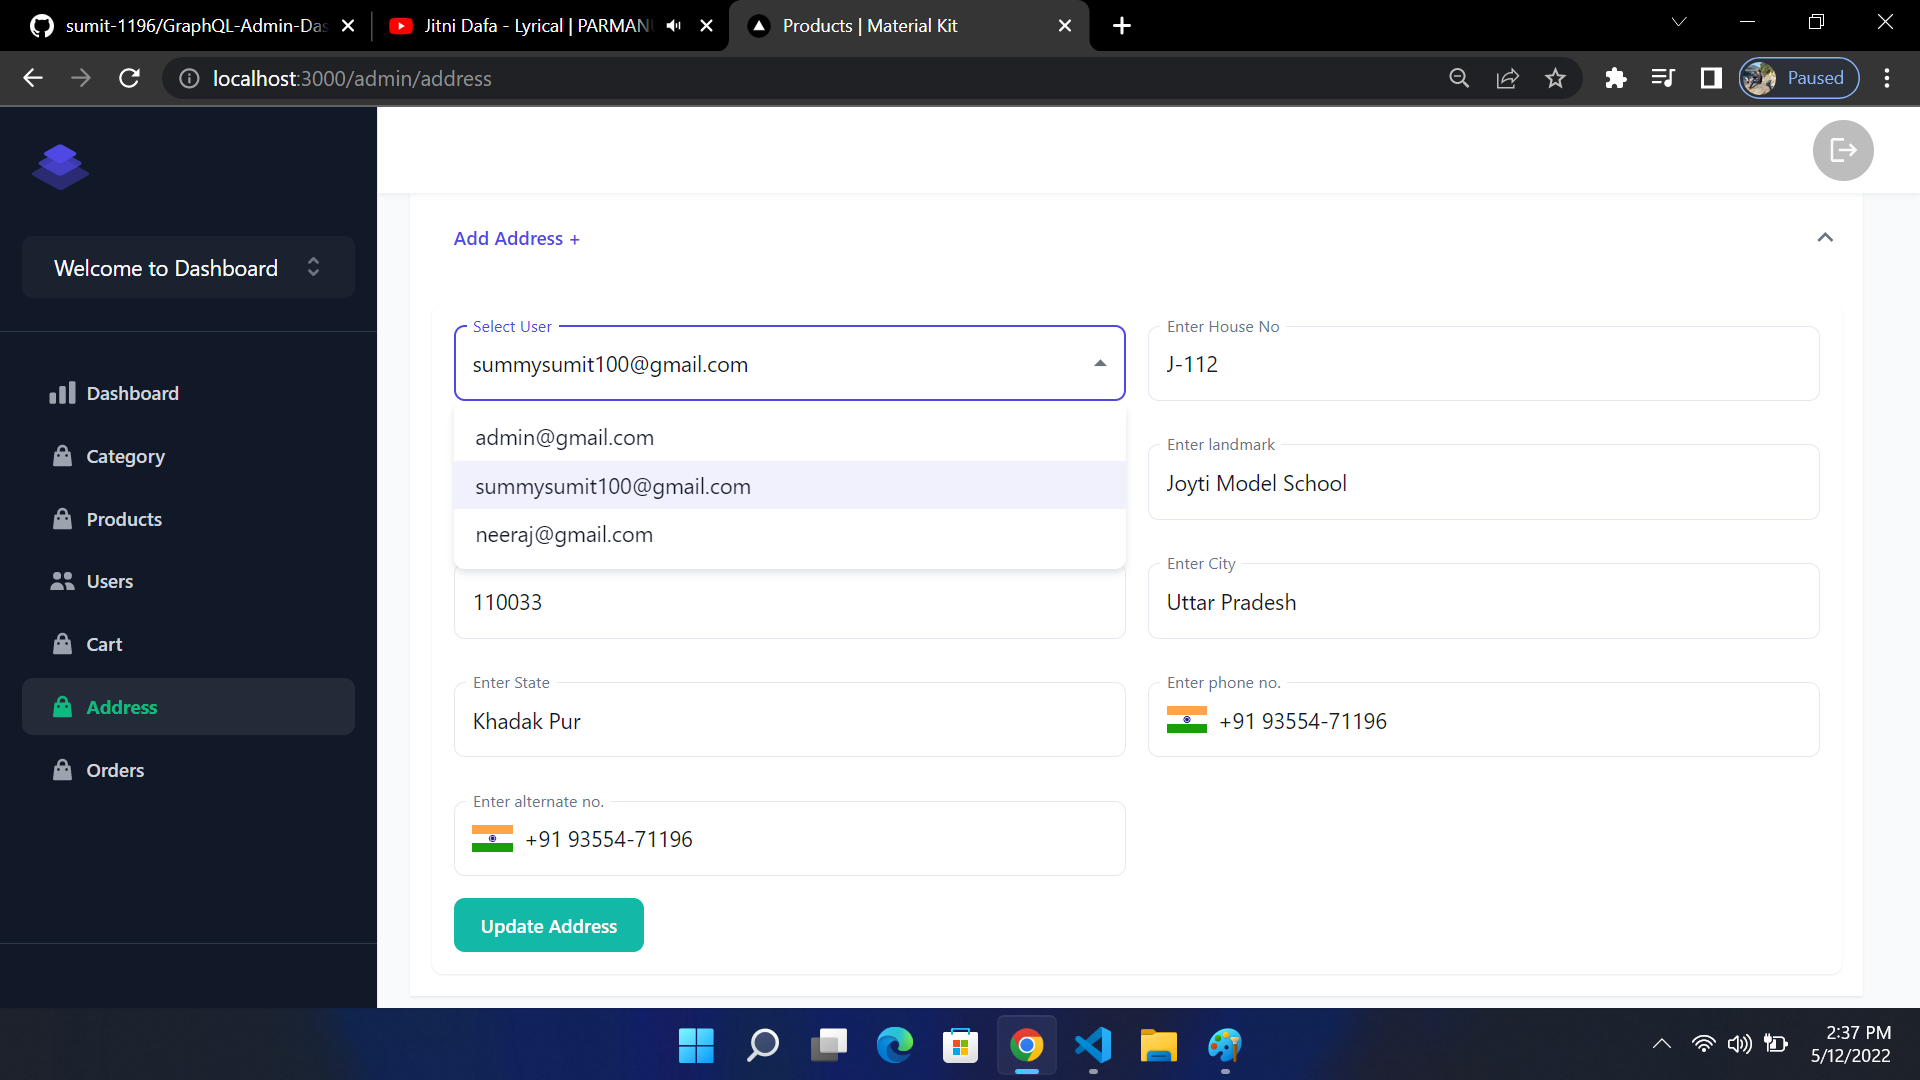 sumit-1196/GraphQL-Admin-Das
Jitni Dafa - Lyrical | PARMANU
Products | Material Kit
localhost:3000/admin/address
Paused
Welcome to Dashboard
Dashboard
Category
Products
Users
Cart
Address
Orders
Add Address +
Select User
summysumit100@gmail.com
Enter House No
J-112
admin@gmail.com
summysumit100@gmail.com
neeraj@gmail.com
Enter landmark
Joyti Model School
110033
Enter City
Uttar Pradesh
Enter State
Khadak Pur
Enter phone no.
+91 93554-71196
Enter alternate no.
+91 93554-71196
Update Address
2:37 PM
5/12/2022